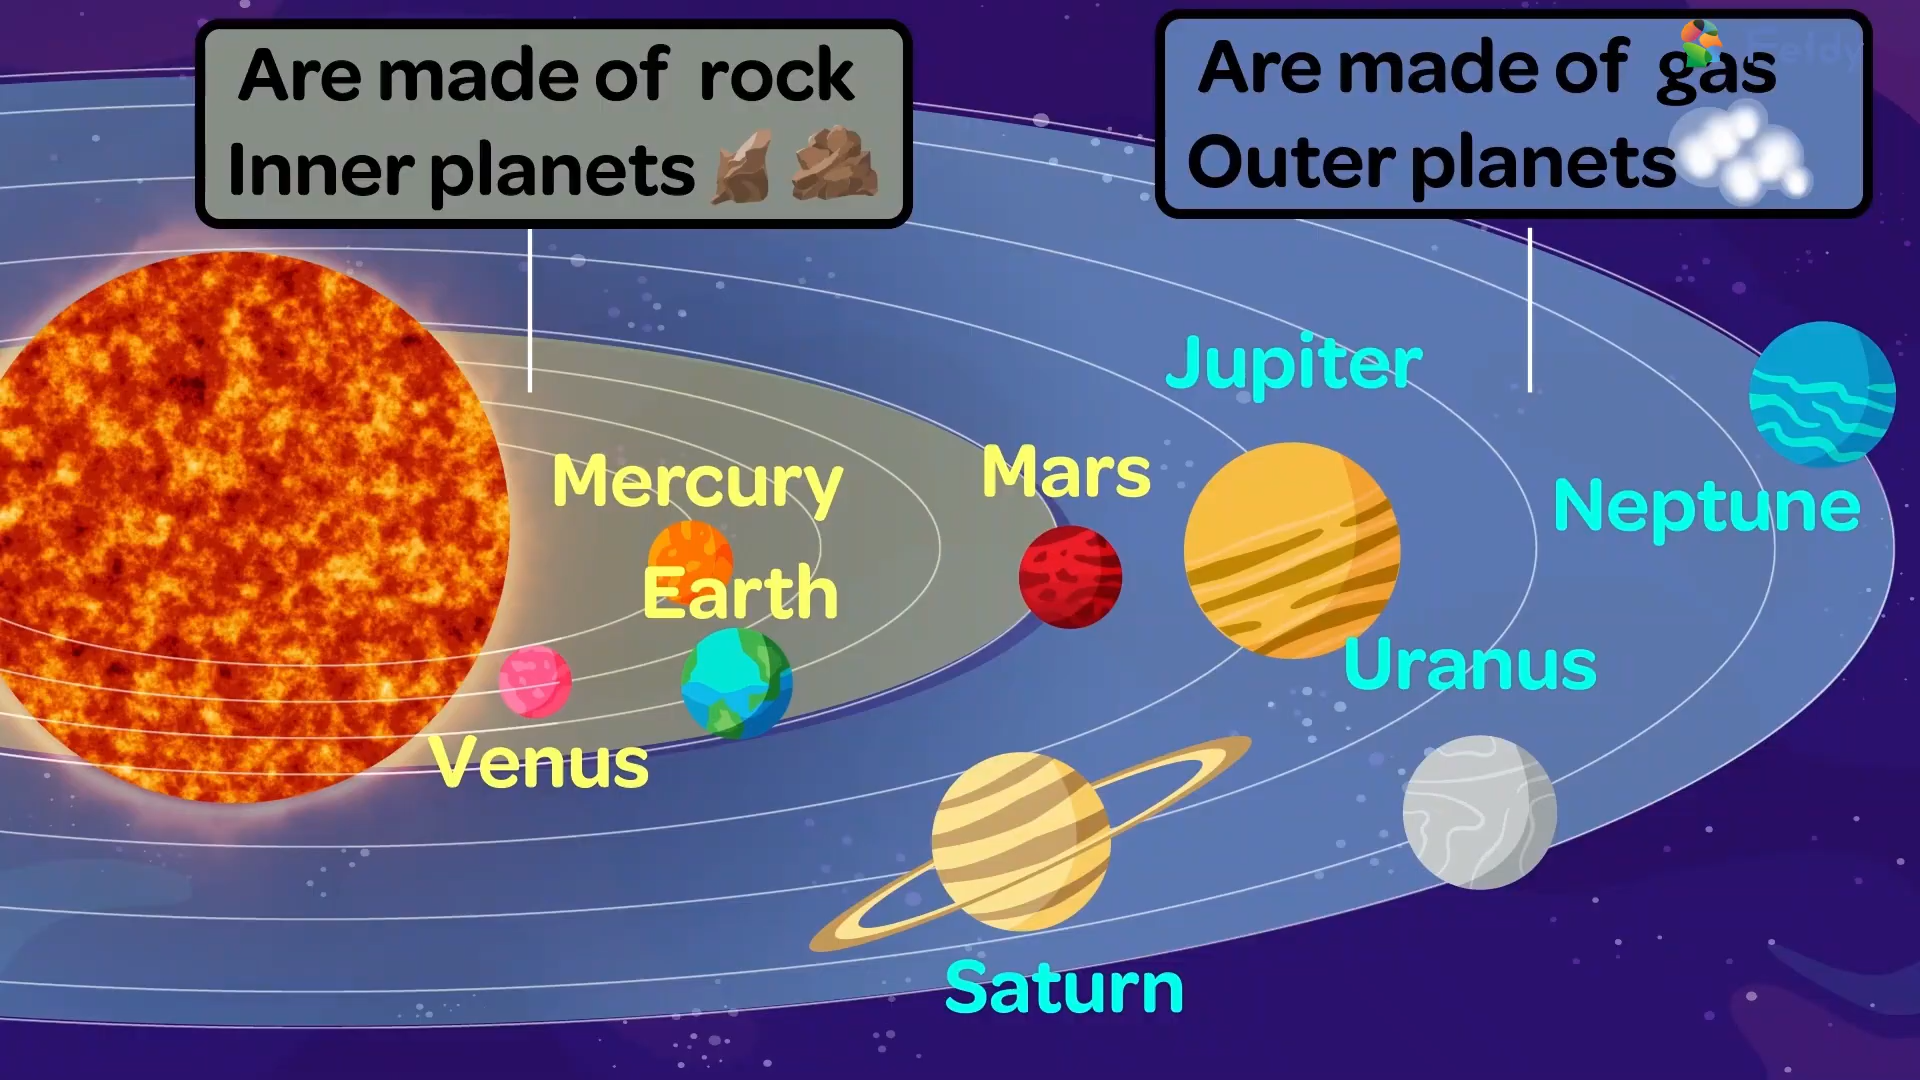 Are made of rock
Inner planets
Are made of gas
Outer planets
Eefdy
Jupiter
Mercury
Mars
Neptune
Earth
Uranus
Venus
Saturn